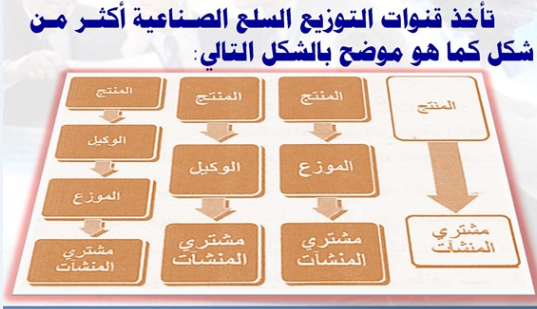 تأخذ قنوات التوزيع السلع الصناعية أكثر من
شكل كما هو موضح بالشكل التالي:
المنتج
مشتري
المنشآت
المنتج
الموزع
مشتري
المنشآت
المنتج
الوكيل
مشتري
المنشآت
المنتج
الوكيل
الموزع
مشتري
المنشآت